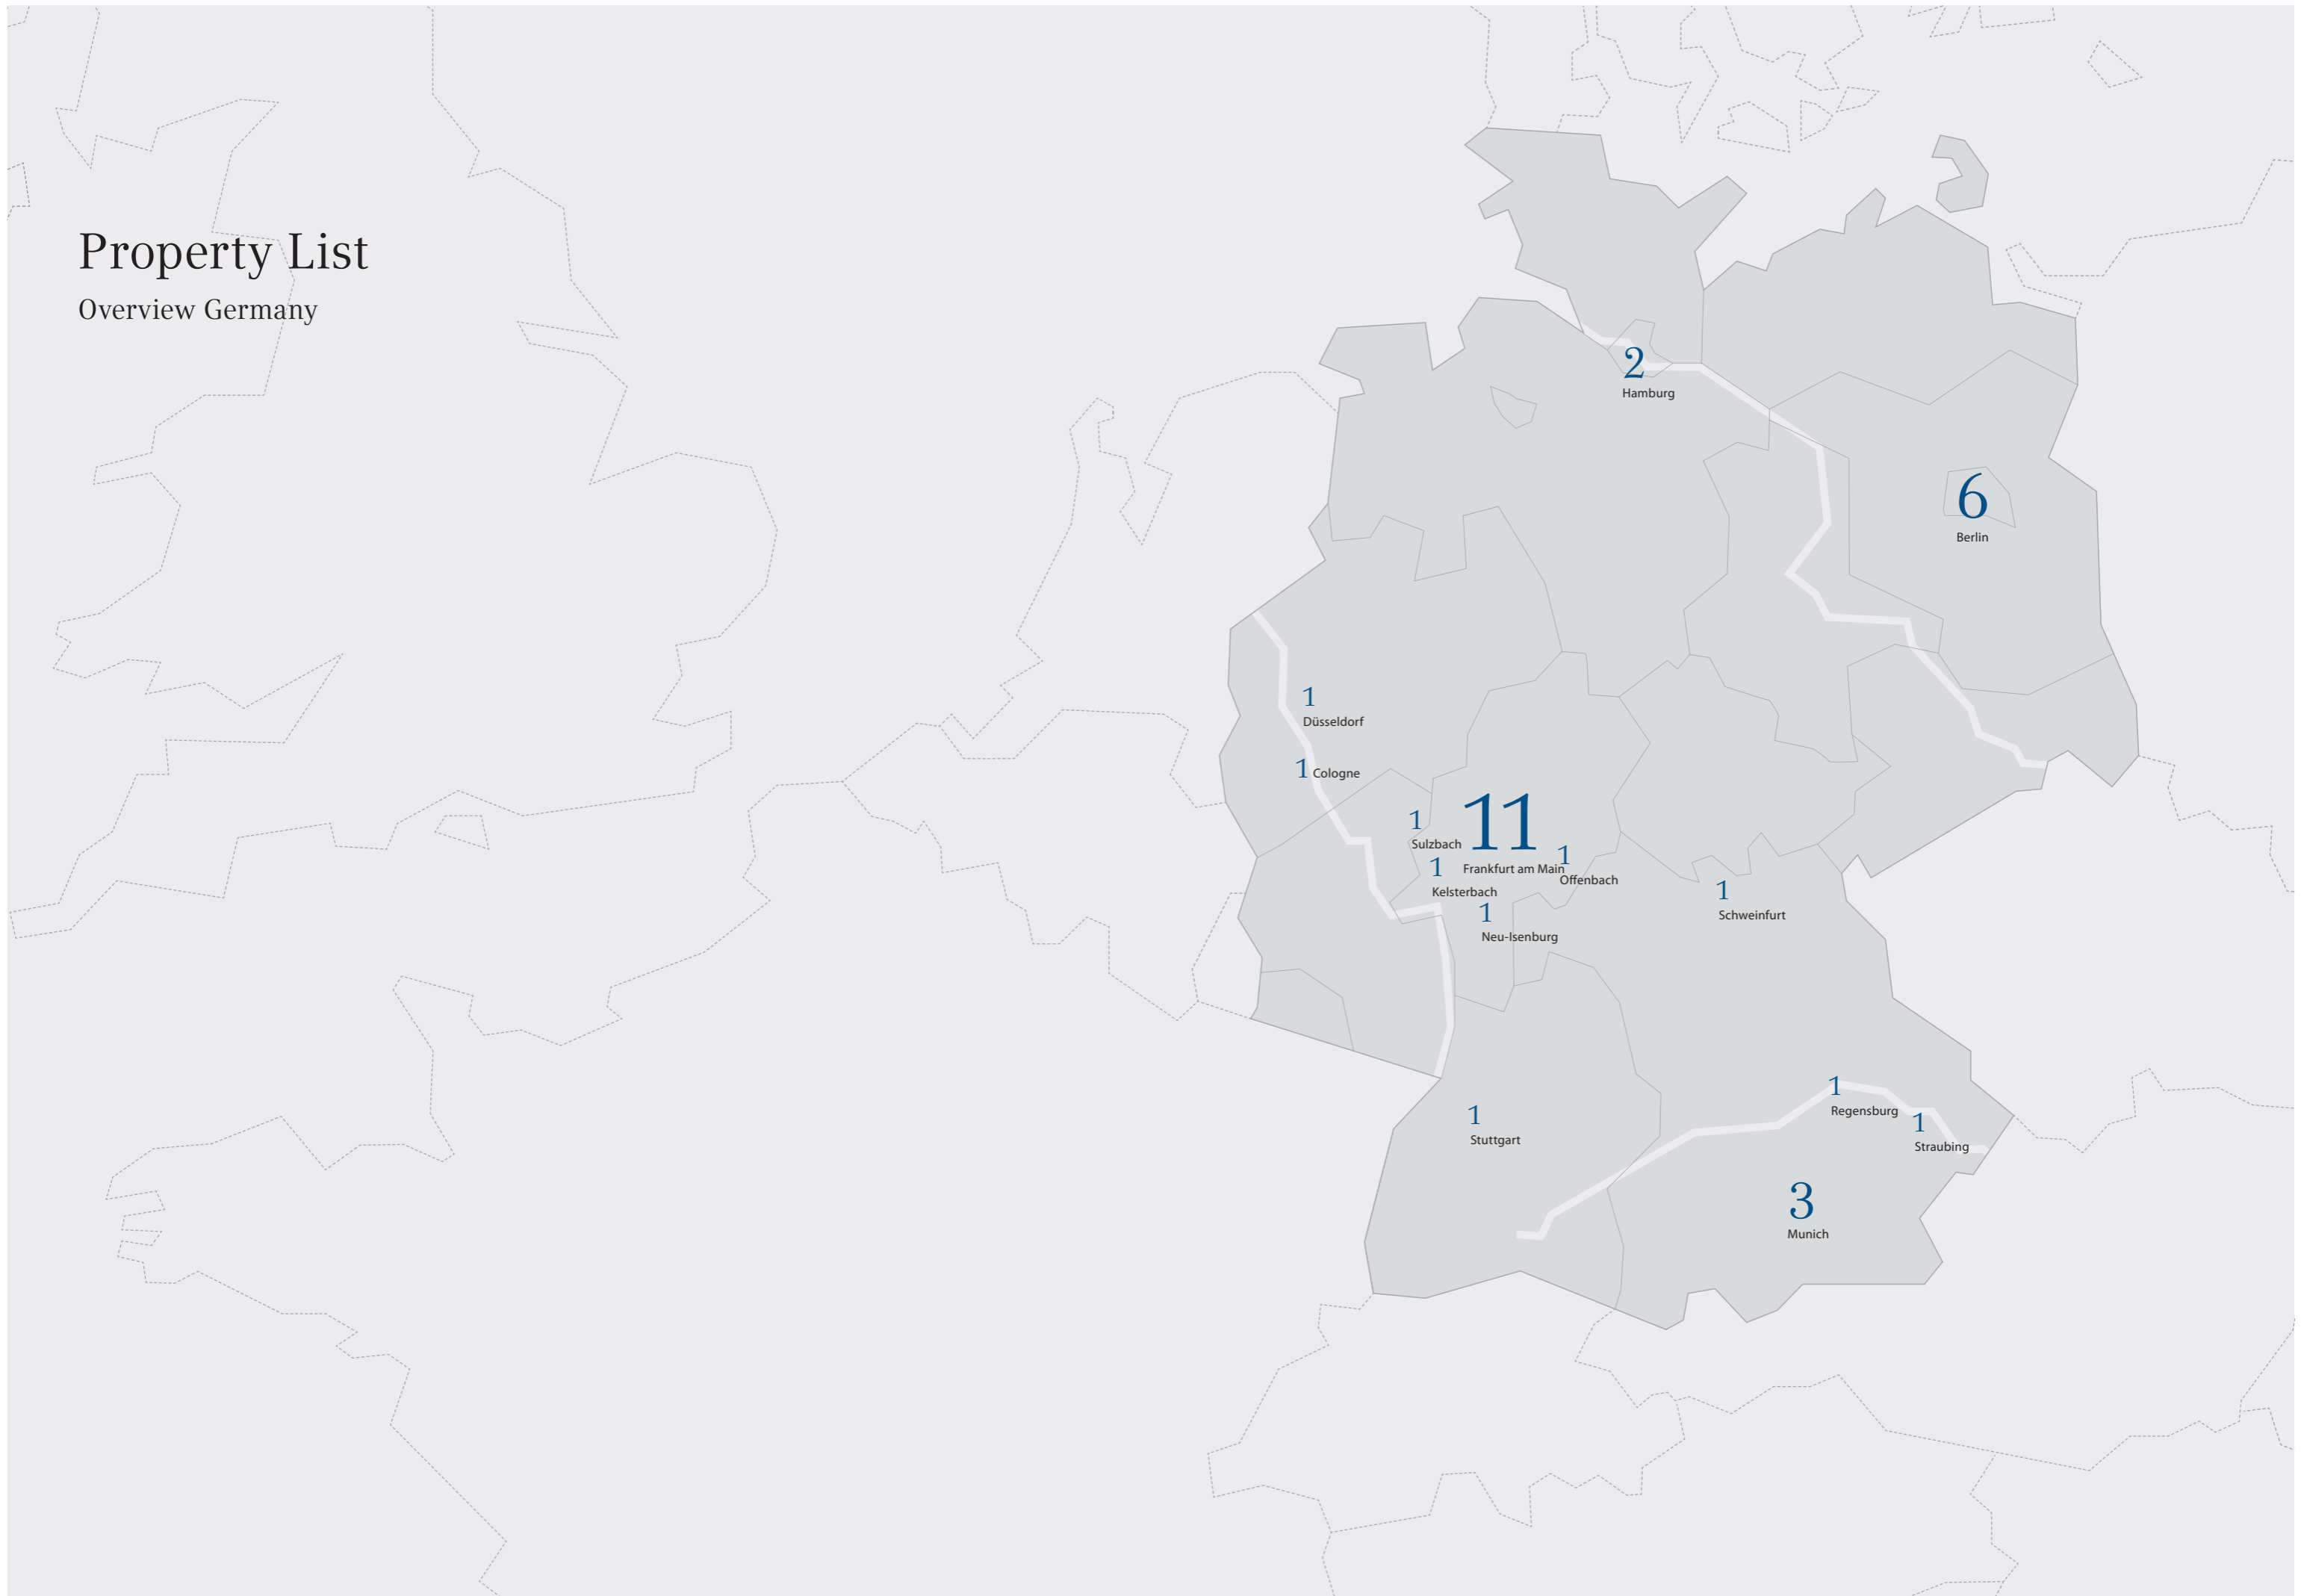 Property List
Overview Germany
2
Hamburg
6
Berlin
1
Düsseldorf
1 Cologne
1
Sulzbach
11
Frankfurt am Main
1
Offenbach
1
Kelsterbach
1
Schweinfurt
1
Neu-Isenburg
1
Regensburg
1
Stuttgart
1
Straubing
3
Munich